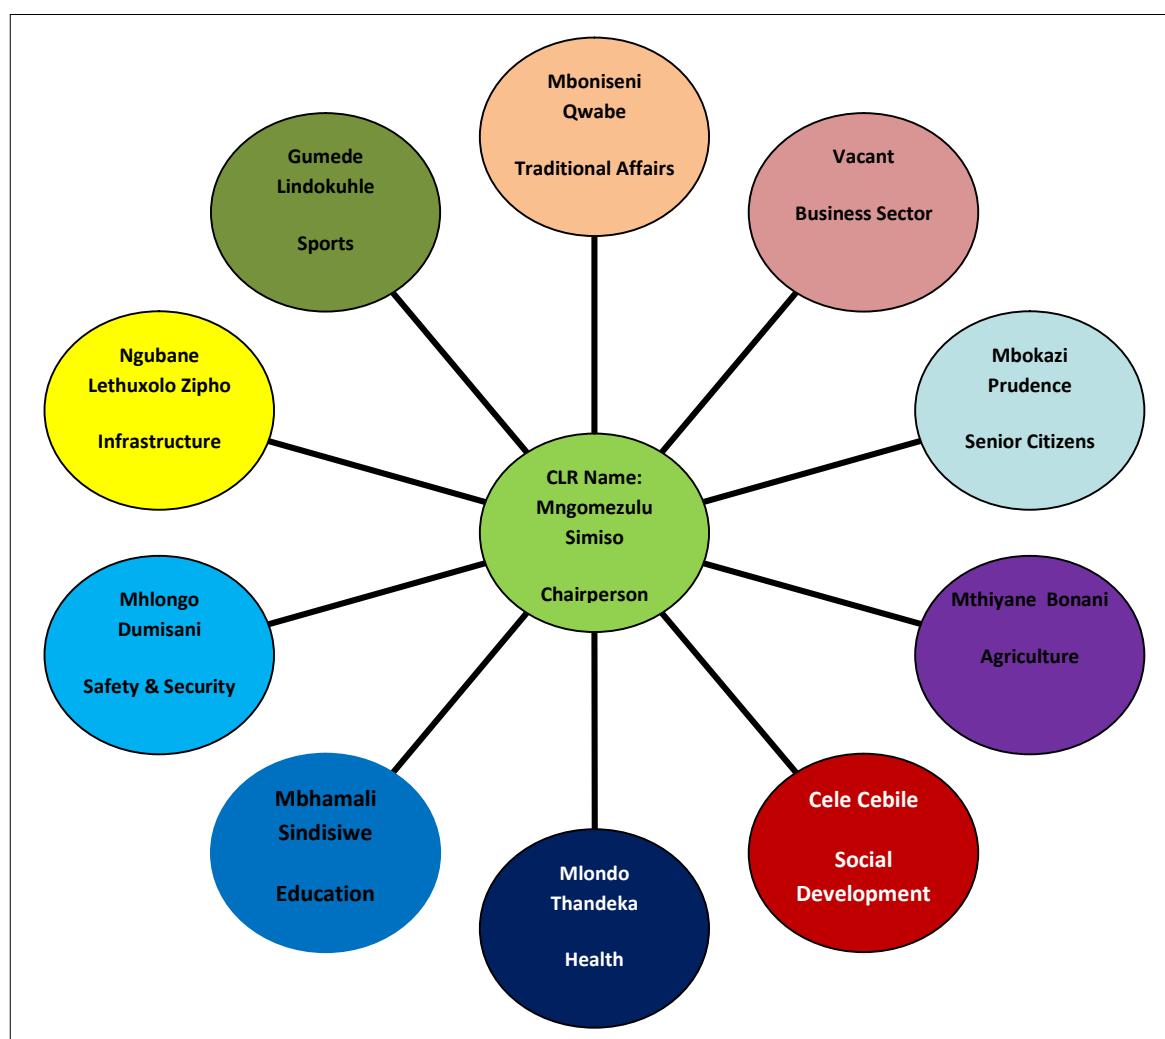 Mboniseni
Qwabe
Traditional Affairs
Vacant
Business Sector
Mbokazi
Prudence
Senior Citizens
Mthiyane  Bonani
Agriculture
Cele Cebile
Social
Development
Mlondo
Thandeka
Health
Mbhamali
Sindisiwe
Education
Mhlongo
Dumisani
Safety & Security
Ngubane
Lethuxolo Zipho
Infrastructure
Gumede
Lindokuhle
Sports
CLR Name:
Mngomezulu
Simiso
Chairperson